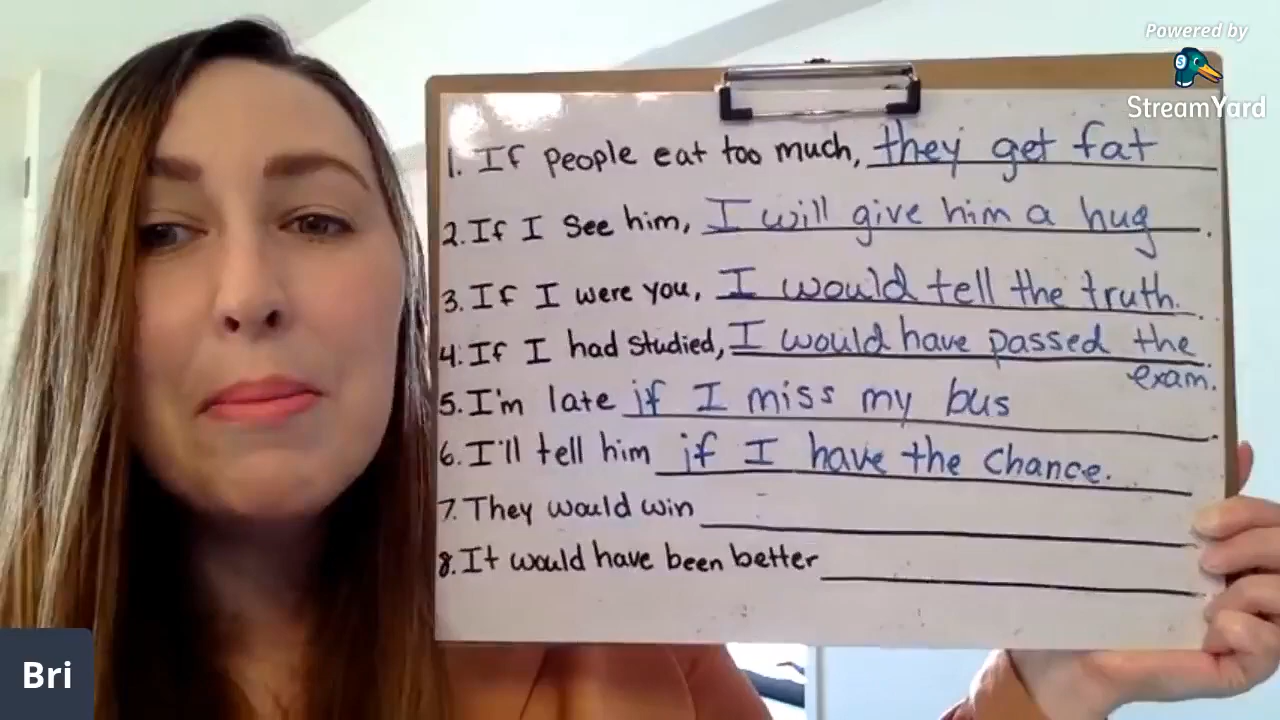 Powered by
StreamYard
1. If people eat too much, they get fat
2. If I see him, I will give him a hug.
3. If I were you, I would tell the truth.
4. If I had studied, I would have passed the
exam.
5. I'm late if I miss my bus.
6. I'll tell him if I have the chance.
7. They would win
8. It would have been better
Bri